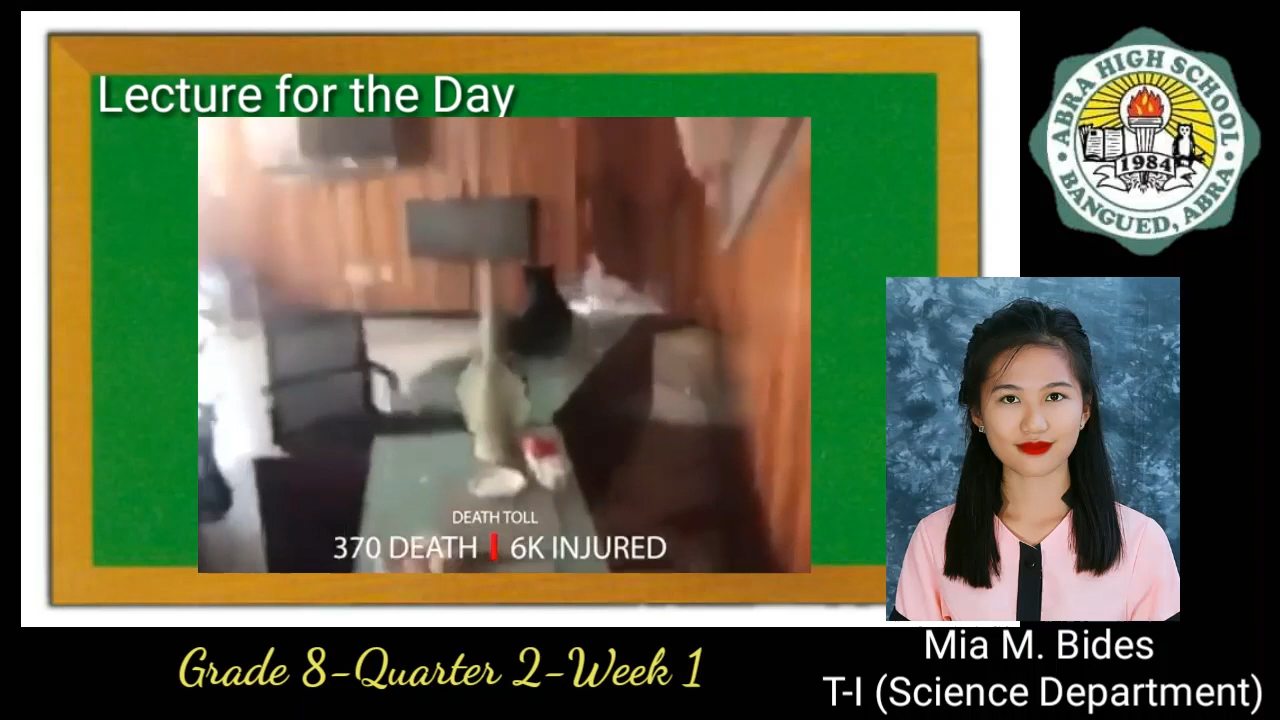 Lecture for the Day
DEATH TOLL
370 DEATH | 6K INJURED
ABRA HIGH SCHOOL
1984
BANGUED, ABRA
Mia M. Bides
T-I (Science Department)
Grade 8-Quarter 2-Week 1